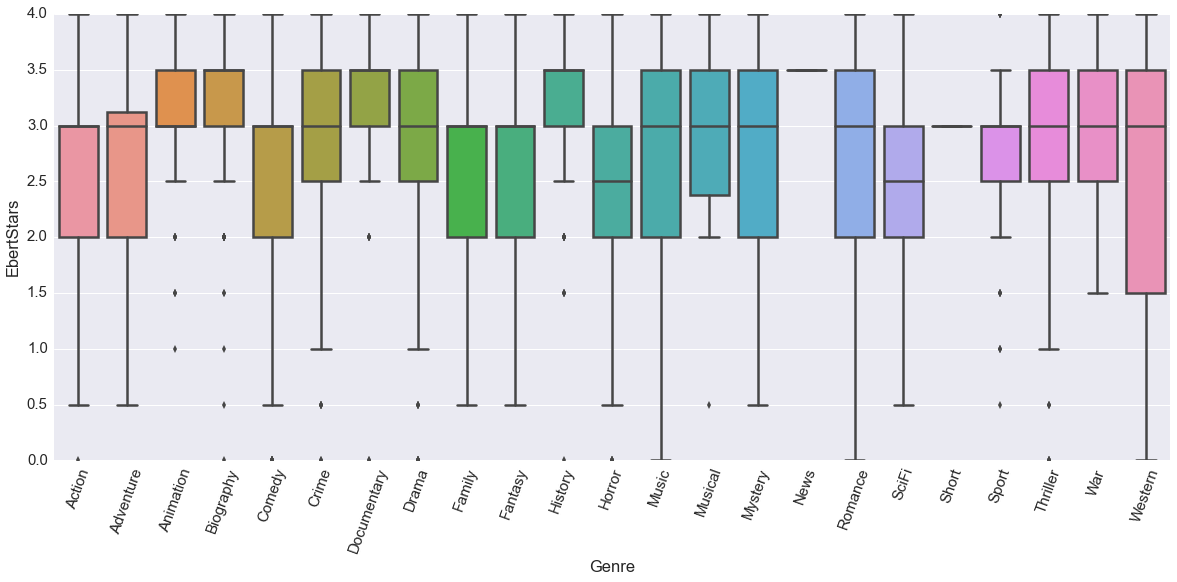 4.0
3.5
3.0
2.5
2.0
1.5
1.0
0.5
0.0
EbertStars
Action
Adventure
Animation
Biography
Comedy
Crime
Documentary
Drama
Family
Fantasy
History
Horror
Music
Musical
Mystery
News
Romance
SciFi
Short
Sport
Thriller
War
Western
Genre